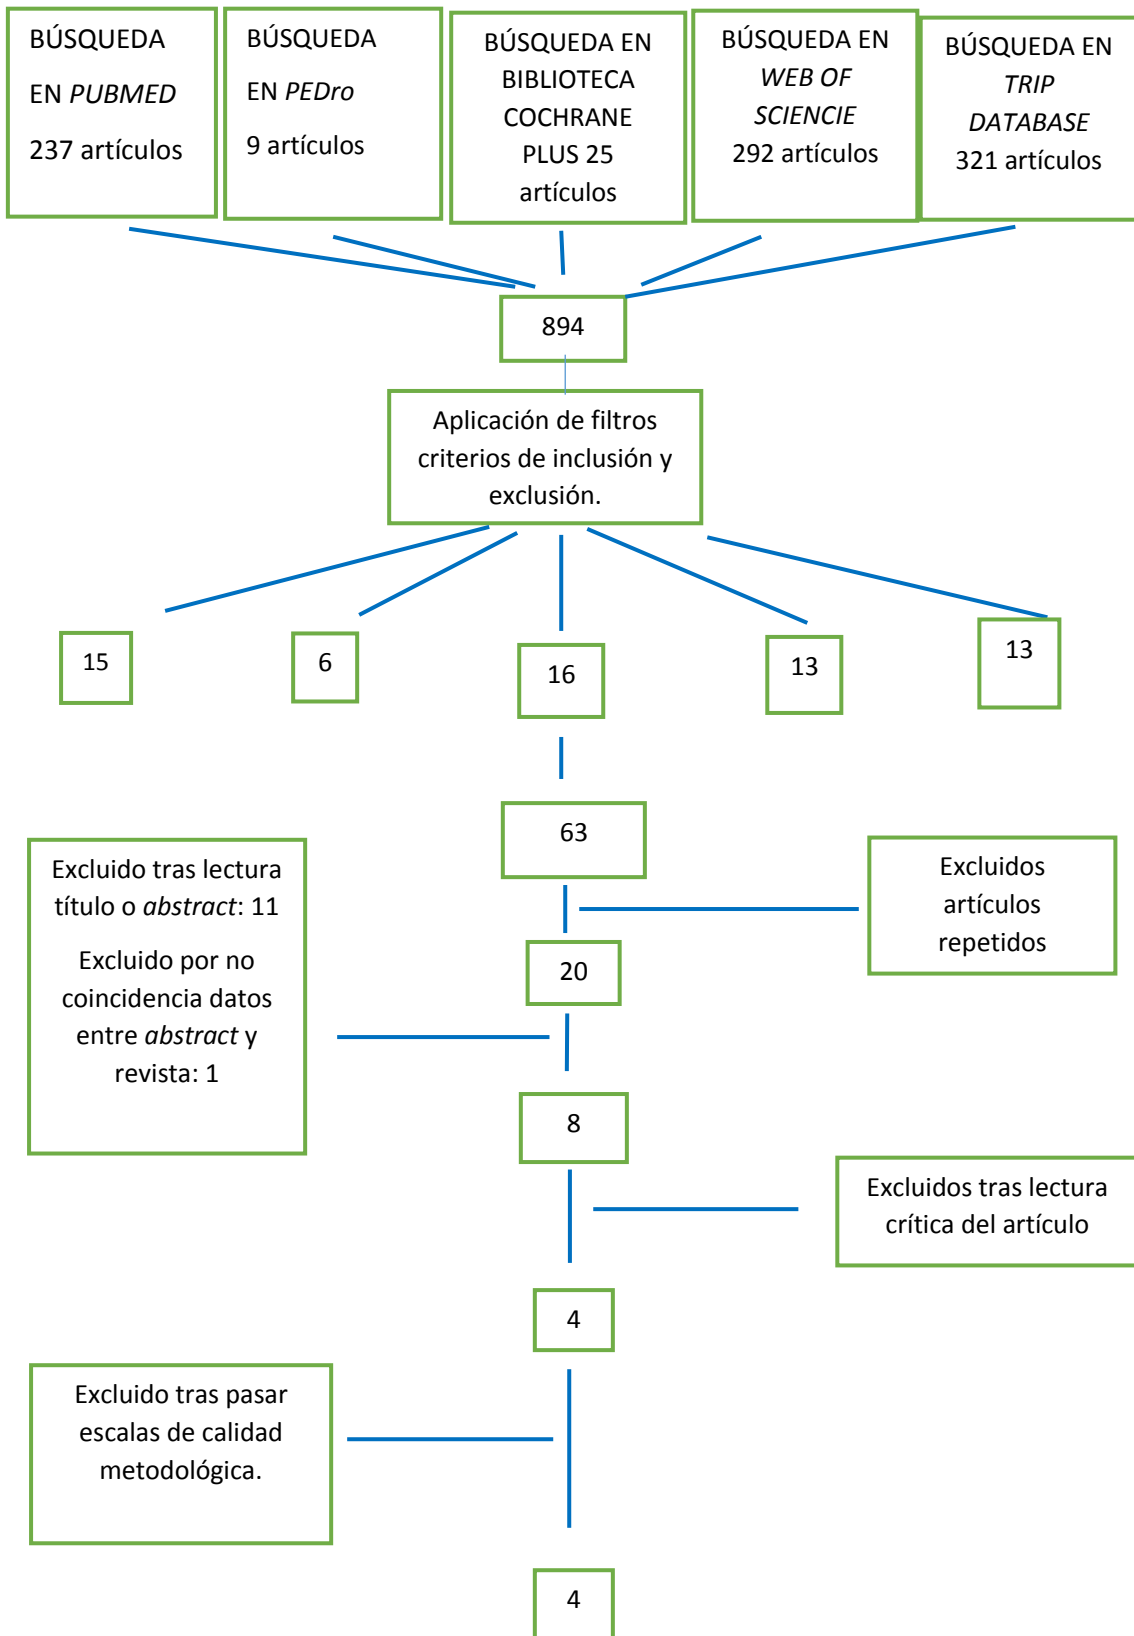 BÚSQUEDA
EN PUBMED
237 artículos
BÚSQUEDA
EN PEDro
9 artículos
BÚSQUEDA EN
BIBLIOTECA
COCHRANE
PLUS 25
artículos
BÚSQUEDA EN
WEB OF
SCIENCIE
292 artículos
BÚSQUEDA EN
TRIP
DATABASE
321 artículos
894
Aplicación de filtros
criterios de inclusión y
exclusión.
15
6
16
13
13
63
Excluido tras lectura
título o abstract: 11
Excluido por no
coincidencia datos
entre abstract y
revista: 1
Excluidos
artículos
repetidos
20
8
Excluidos tras lectura
crítica del artículo
4
Excluido tras pasar
escalas de calidad
metodológica.
4